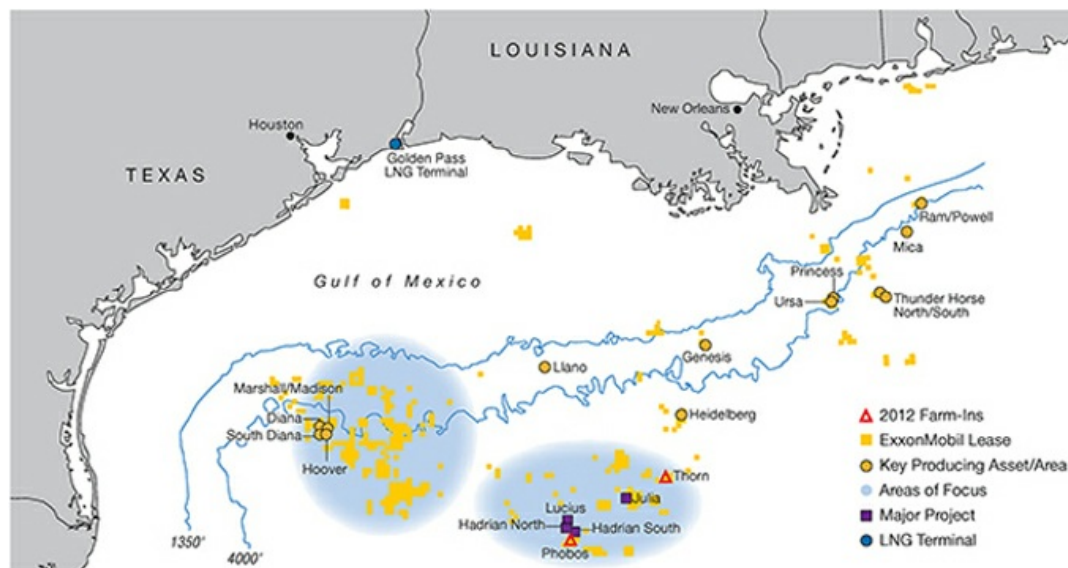 LOUISIANA
New Orleans
Houston
Golden Pass
LNG Terminal
TEXAS
Ram/Powell
Mica
Gulf of Mexico
Princess
Ursa
Thunder Horse
North/South
Genesis
Llano
Marshall/Madison
Diana
South Diana
Hoover
Heidelberg
Thorn
Julia
Lucius
Hadrian North
Hadrian South
Phobos
1350'
4000'
2012 Farm-Ins
ExxonMobil Lease
Key Producing Asset/Area
Areas of Focus
Major Project
LNG Terminal